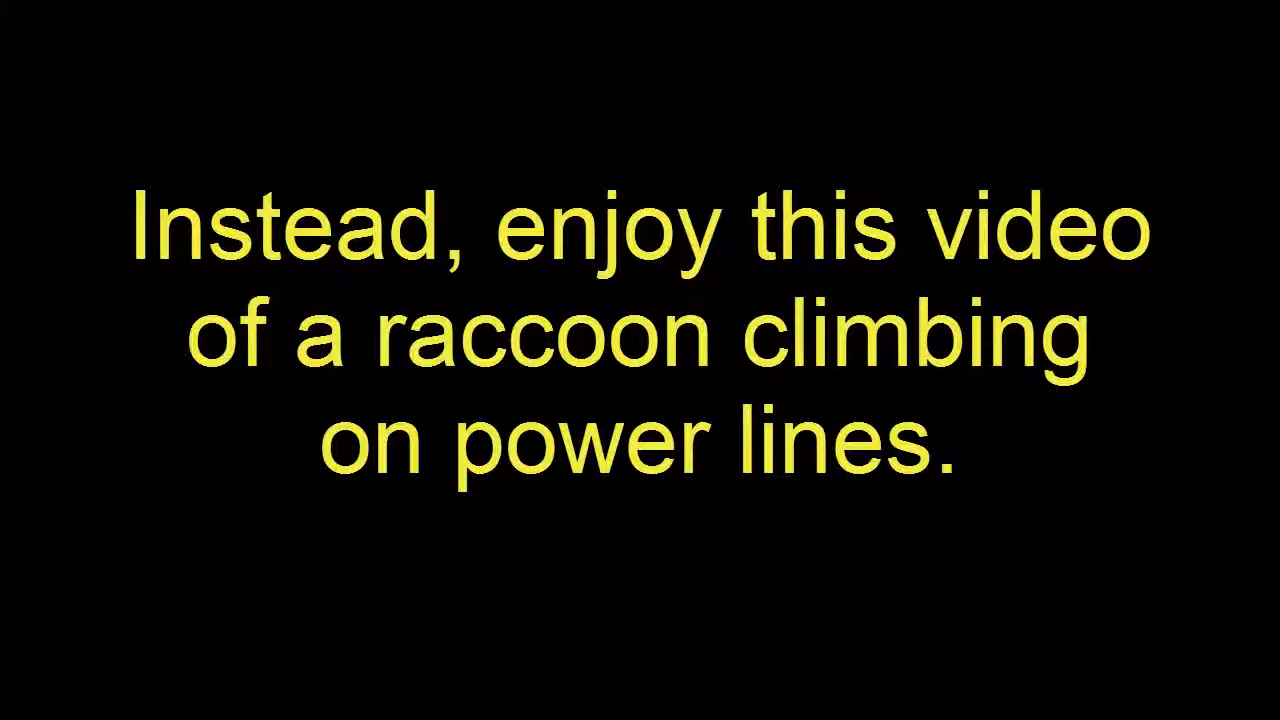 Instead, enjoy this video
of a raccoon climbing
on power lines.